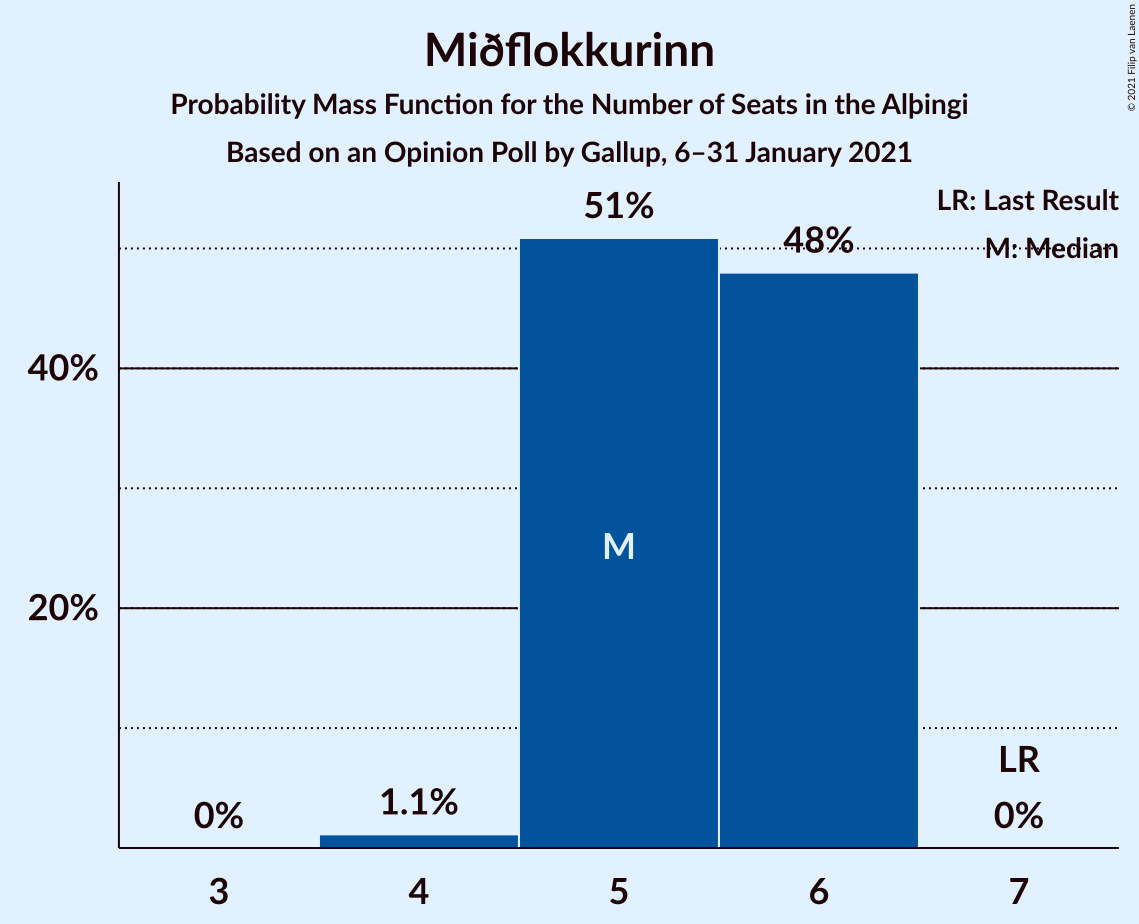 Miðflokkurinn
Probability Mass Function for the Number of Seats in the Alþingi
Based on an Opinion Poll by Gallup, 6–31 January 2021
© 2021 Filip van Laenen
LR: Last Result
M: Median
51%
48%
40%
M
20%
LR
0%
1.1%
0%
3
4
5
6
7